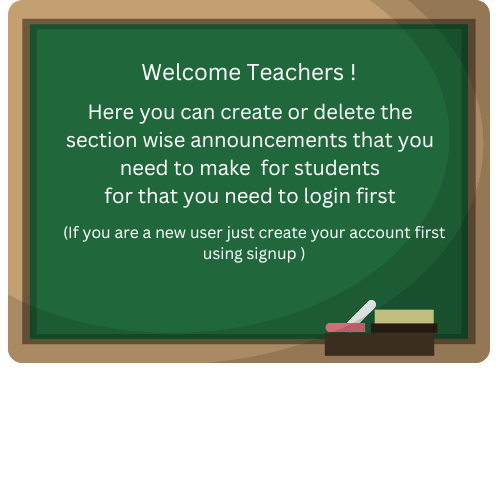 Welcome Teachers !
Here you can create or delete the
section wise announcements that you
need to make  for students
for that you need to login first
(If you are a new user just create your account first
using signup )